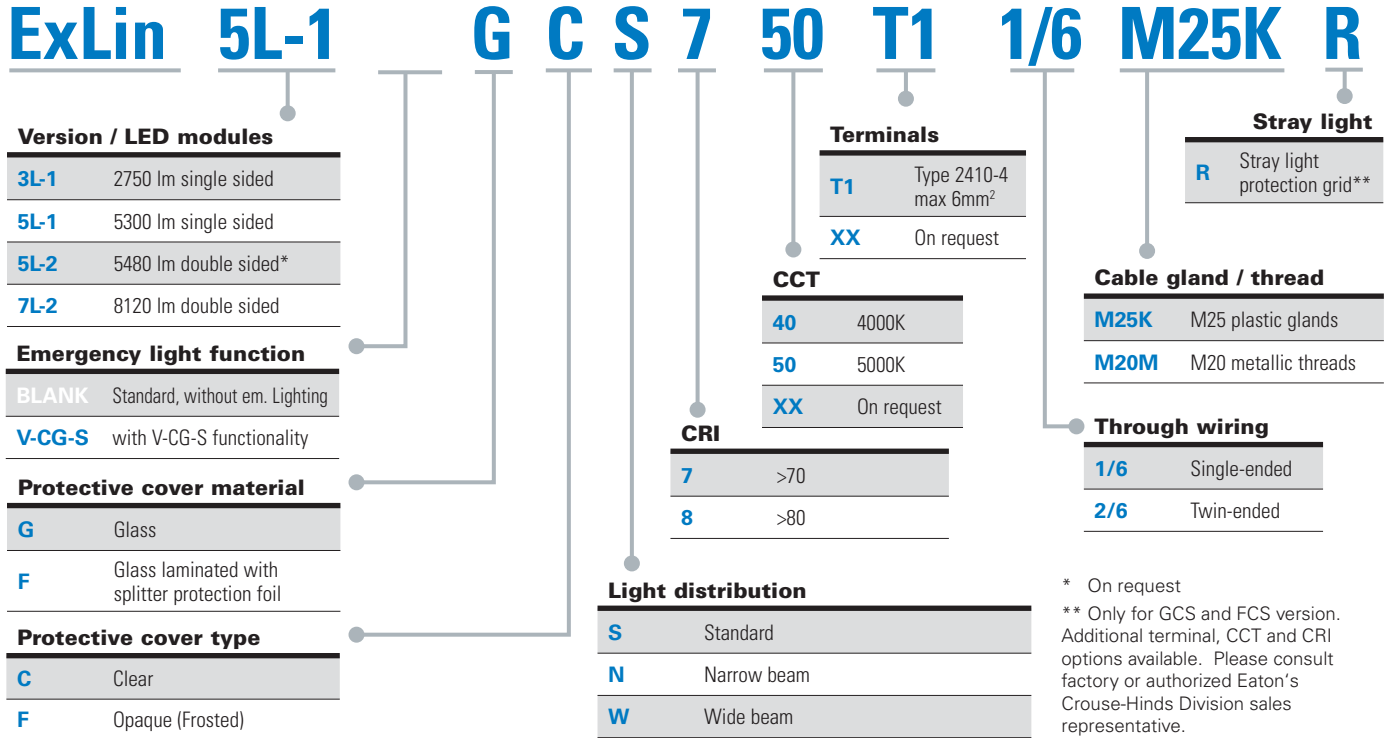 ExLin 5L-1 G C S 7 50 T1 1/6 M25K R
Version / LED modules
3L-1 2750 lm single sided
5L-1 5300 lm single sided
5L-2 5480 lm double sided*
7L-2 8120 lm double sided
Emergency light function
BLANK Standard, without em. Lighting
V-CG-S with V-CG-S functionality
Protective cover material
G Glass
F Glass laminated with
splitter protection foil
Protective cover type
C Clear
F Opaque (Frosted)
Light distribution
S Standard
N Narrow beam
W Wide beam
CRI
7 >70
8 >80
CCT
40 4000K
50 5000K
XX On request
Terminals
T1 Type 2410-4
max 6mm²
XX On request
Through wiring
1/6 Single-ended
2/6 Twin-ended
Cable gland / thread
M25K M25 plastic glands
M20M M20 metallic threads
Stray light
R Stray light
protection grid**
* On request
** Only for GCS and FCS version.
Additional terminal, CCT and CRI
options available. Please consult
factory or authorized Eaton‘s
Crouse-Hinds Division sales
representative.